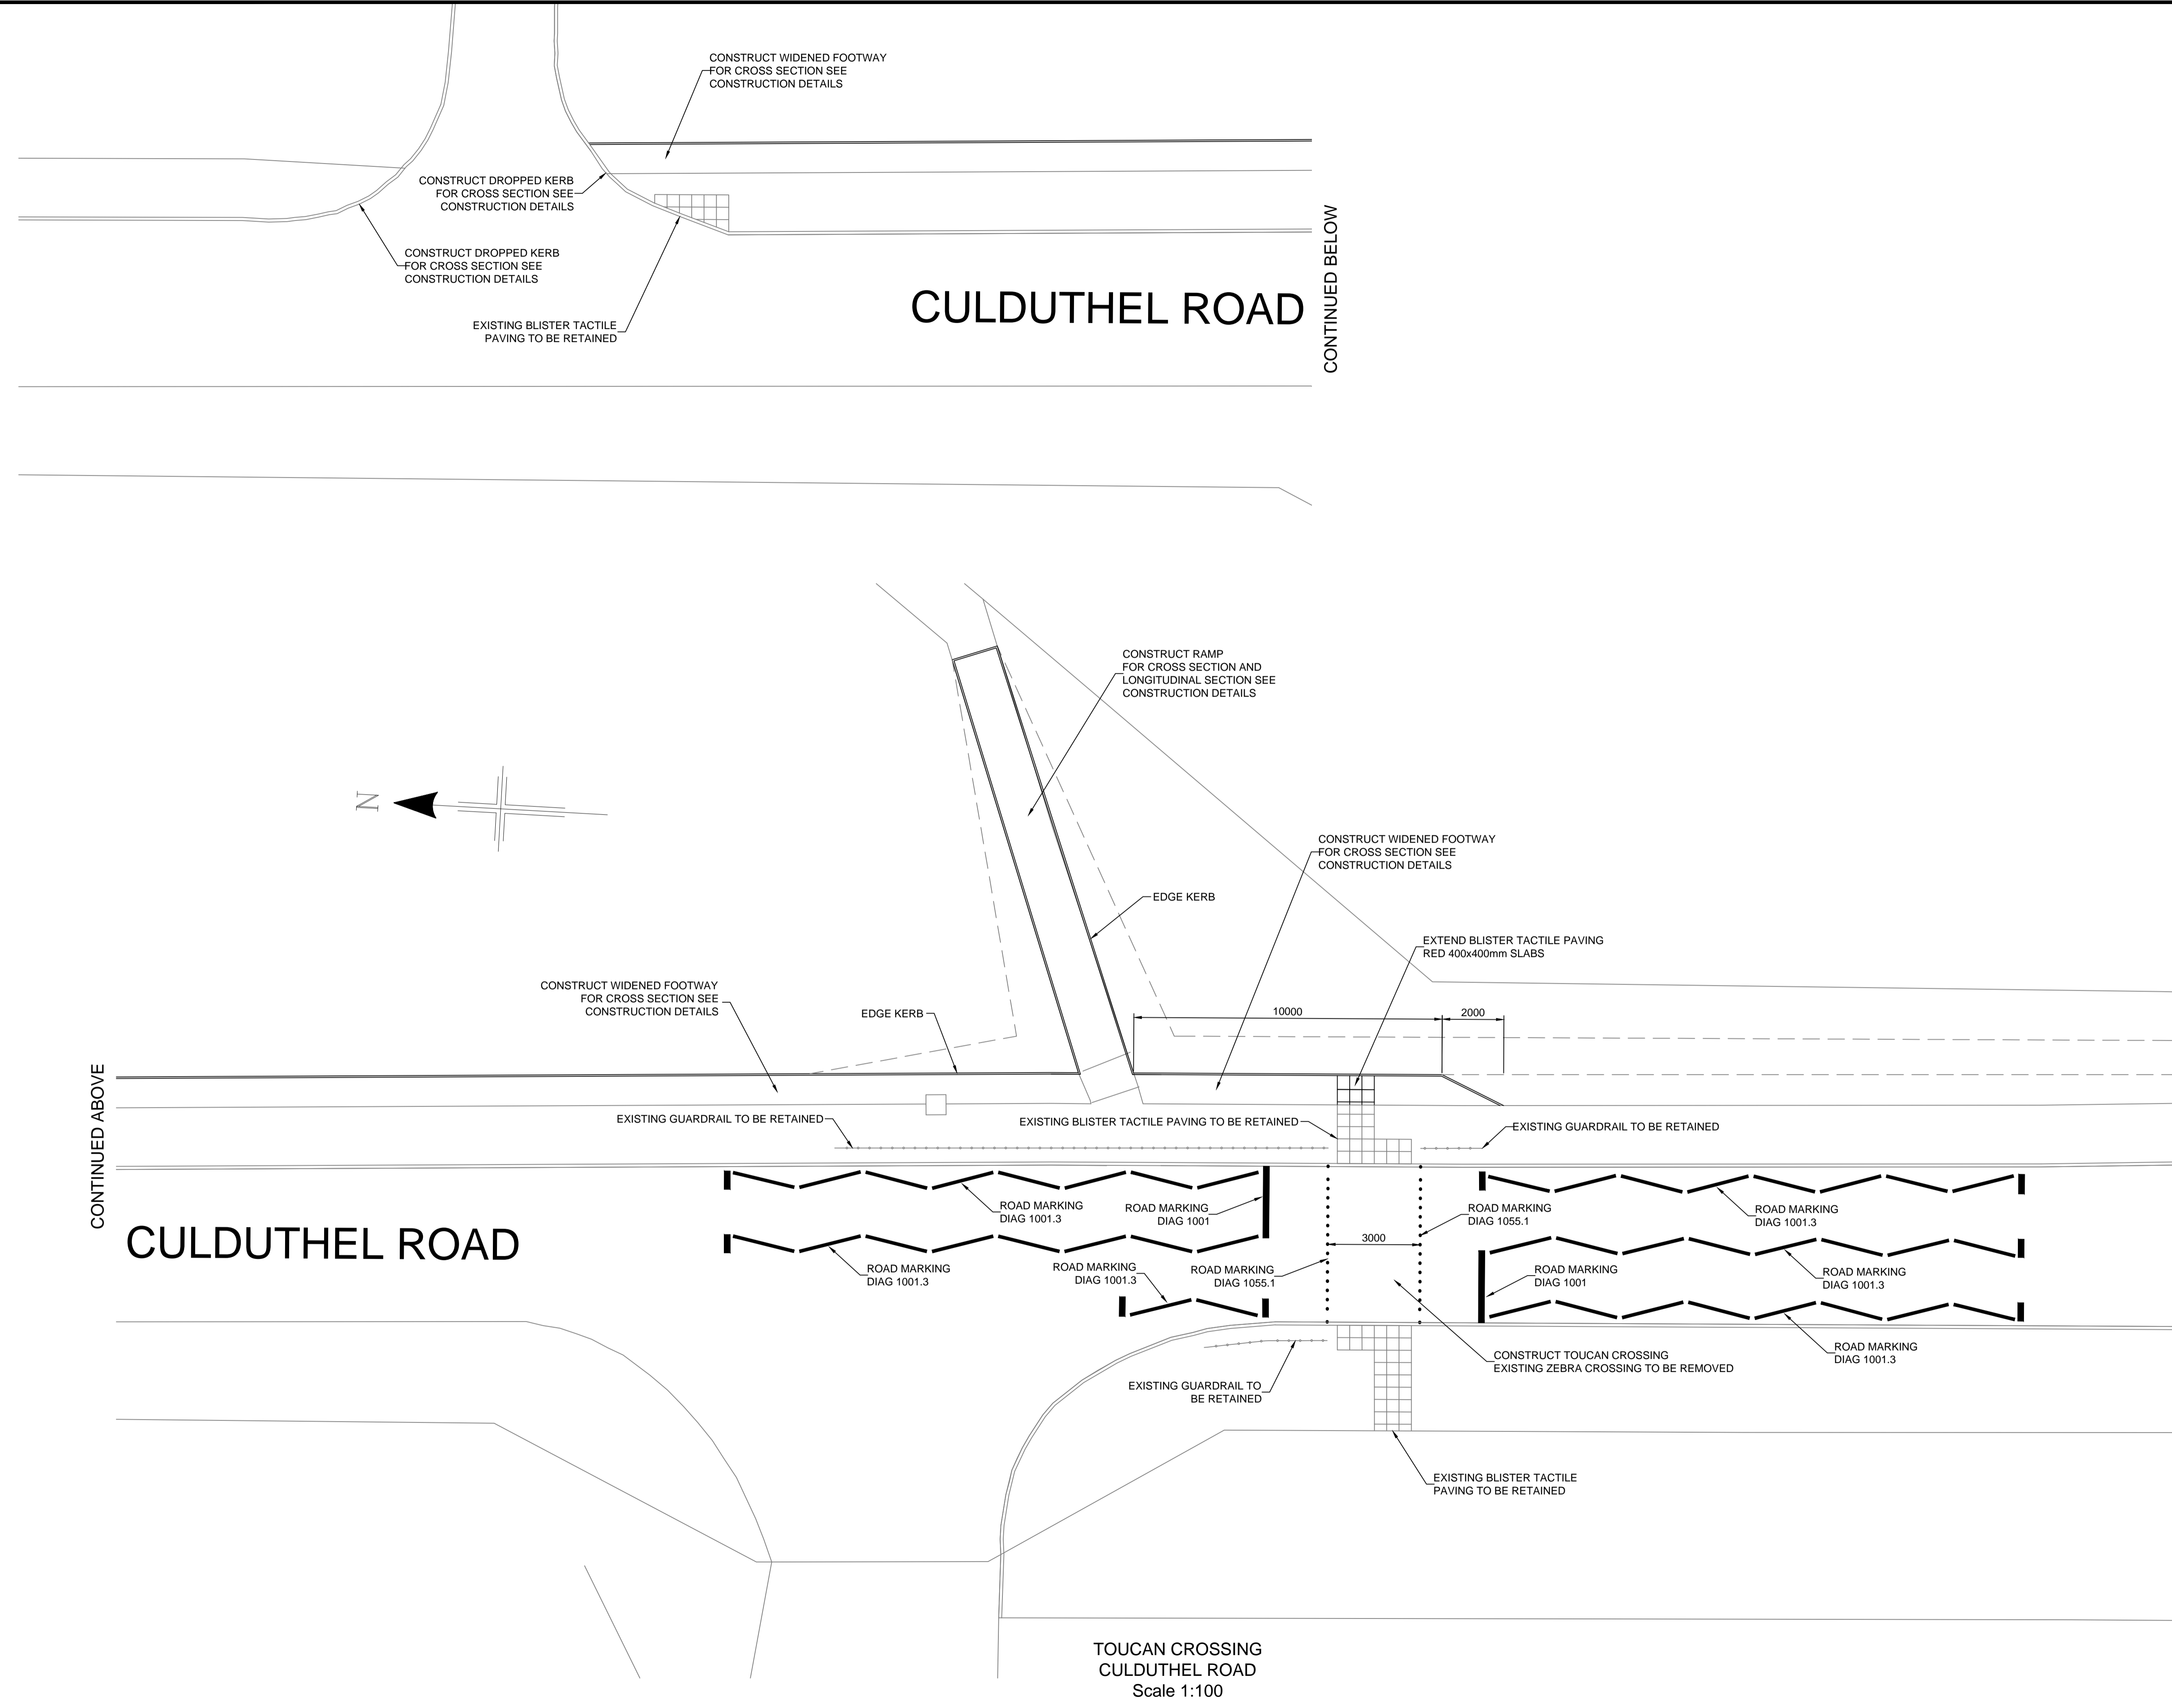 CONSTRUCT WIDENED FOOTWAY
FOR CROSS SECTION SEE
CONSTRUCTION DETAILS
CONSTRUCT DROPPED KERB
FOR CROSS SECTION SEE
CONSTRUCTION DETAILS
CONSTRUCT DROPPED KERB
FOR CROSS SECTION SEE
CONSTRUCTION DETAILS
EXISTING BLISTER TACTILE
PAVING TO BE RETAINED
CULDUTHEL ROAD
CONTINUED BELOW
CONSTRUCT RAMP
FOR CROSS SECTION AND
LONGITUDINAL SECTION SEE
CONSTRUCTION DETAILS
N
CONSTRUCT WIDENED FOOTWAY
FOR CROSS SECTION SEE
CONSTRUCTION DETAILS
EDGE KERB
EXTEND BLISTER TACTILE PAVING
RED 400x400mm SLABS
CONSTRUCT WIDENED FOOTWAY
FOR CROSS SECTION SEE
CONSTRUCTION DETAILS
EDGE KERB
10000
2000
CONTINUED ABOVE
EXISTING GUARDRAIL TO BE RETAINED
EXISTING BLISTER TACTILE PAVING TO BE RETAINED
EXISTING GUARDRAIL TO BE RETAINED
CULDUTHEL ROAD
ROAD MARKING
DIAG 1001.3
ROAD MARKING
DIAG 1001
ROAD MARKING
DIAG 1055.1
ROAD MARKING
DIAG 1001.3
3000
ROAD MARKING
DIAG 1001.3
ROAD MARKING
DIAG 1001.3
ROAD MARKING
DIAG 1055.1
ROAD MARKING
DIAG 1001
ROAD MARKING
DIAG 1001.3
ROAD MARKING
DIAG 1001.3
CONSTRUCT TOUCAN CROSSING
EXISTING ZEBRA CROSSING TO BE REMOVED
EXISTING GUARDRAIL TO
BE RETAINED
EXISTING BLISTER TACTILE
PAVING TO BE RETAINED
TOUCAN CROSSING
CULDUTHEL ROAD
Scale 1:100